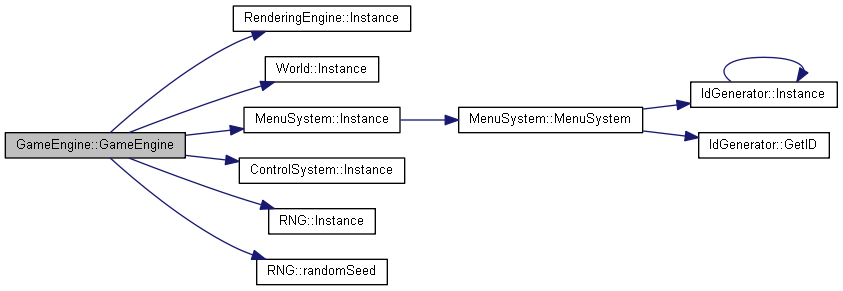 RenderingEngine::Instance
World::Instance
IdGenerator::Instance
MenuSystem::Instance
MenuSystem::MenuSystem
GameEngine::GameEngine
IdGenerator::GetID
ControlSystem::Instance
RNG::Instance
RNG::randomSeed